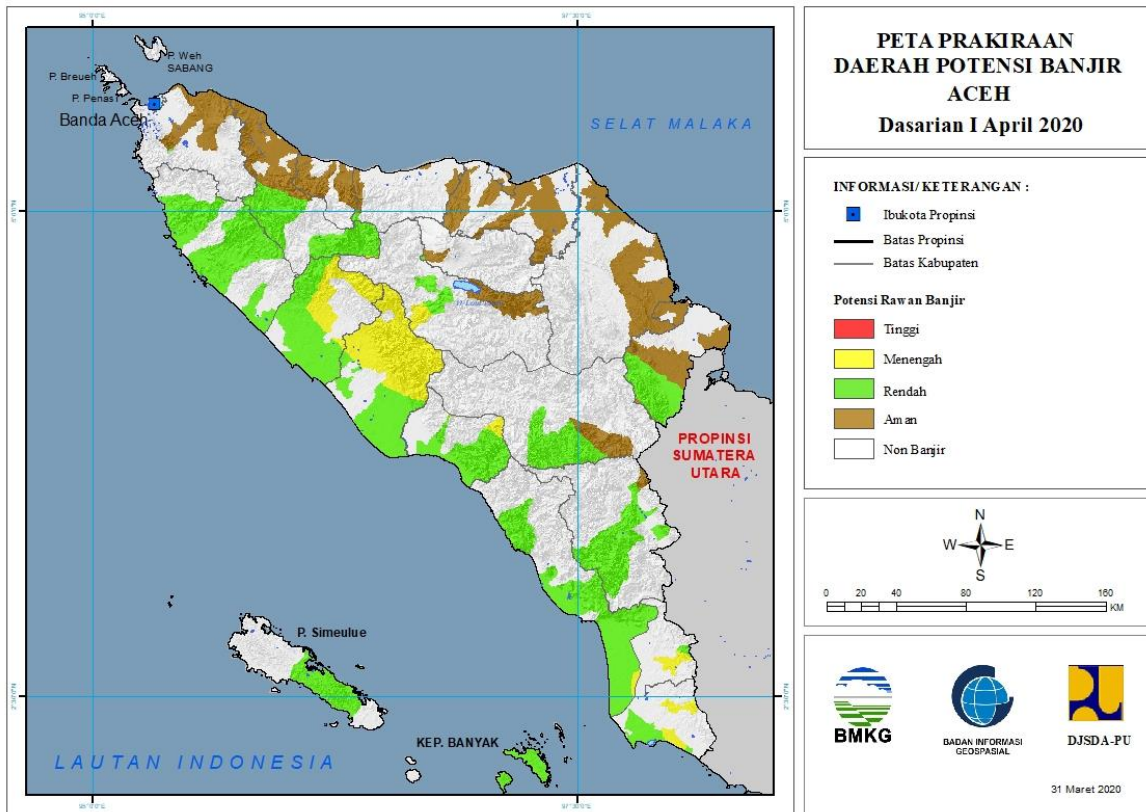 P. Weh
SABANG
P. Breueh
P. Penasi
Banda Aceh
SELAT MALAKA
PROPINSI
SUMATERA
UTARA
P. Simeulue
KEP. BANYAK
LAUTAN INDONESIA
PETA PRAKIRAAN
DAERAH POTENSI BANJIR
ACEH
Dasarian I April 2020
INFORMASI/ KETERANGAN :
Ibukota Propinsi
Batas Propinsi
Batas Kabupaten
Potensi Rawan Banjir
Tinggi
Menengah
Rendah
Aman
Non Banjir
N
W E
S
0 20 40 80 120 160
KM
BMKG
BADAN INFORMASI
GEOSPASIAL
DJSDA-PU
31 Maret 2020